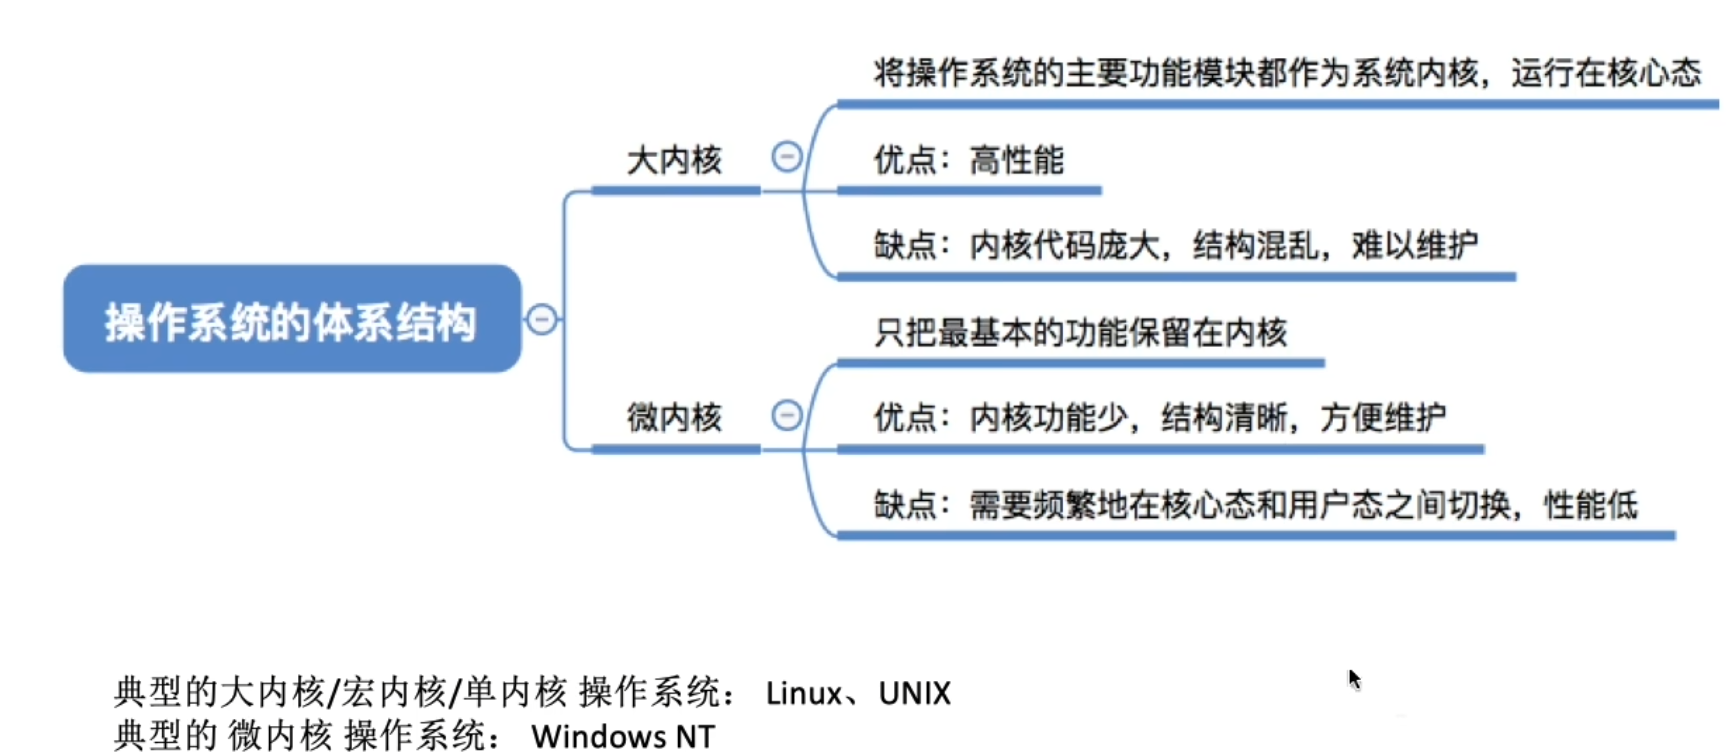 操作系统的体系结构
大内核
将操作系统的主要功能模块都作为系统内核，运行在核心态
优点：高性能
缺点：内核代码庞大，结构混乱，难以维护
微内核
只把最基本的功能保留在内核
优点：内核功能少，结构清晰，方便维护
缺点：需要频繁地在核心态和用户态之间切换，性能低
典型的大内核/宏内核/单内核 操作系统： Linux、UNIX
典型的 微内核 操作系统： Windows NT